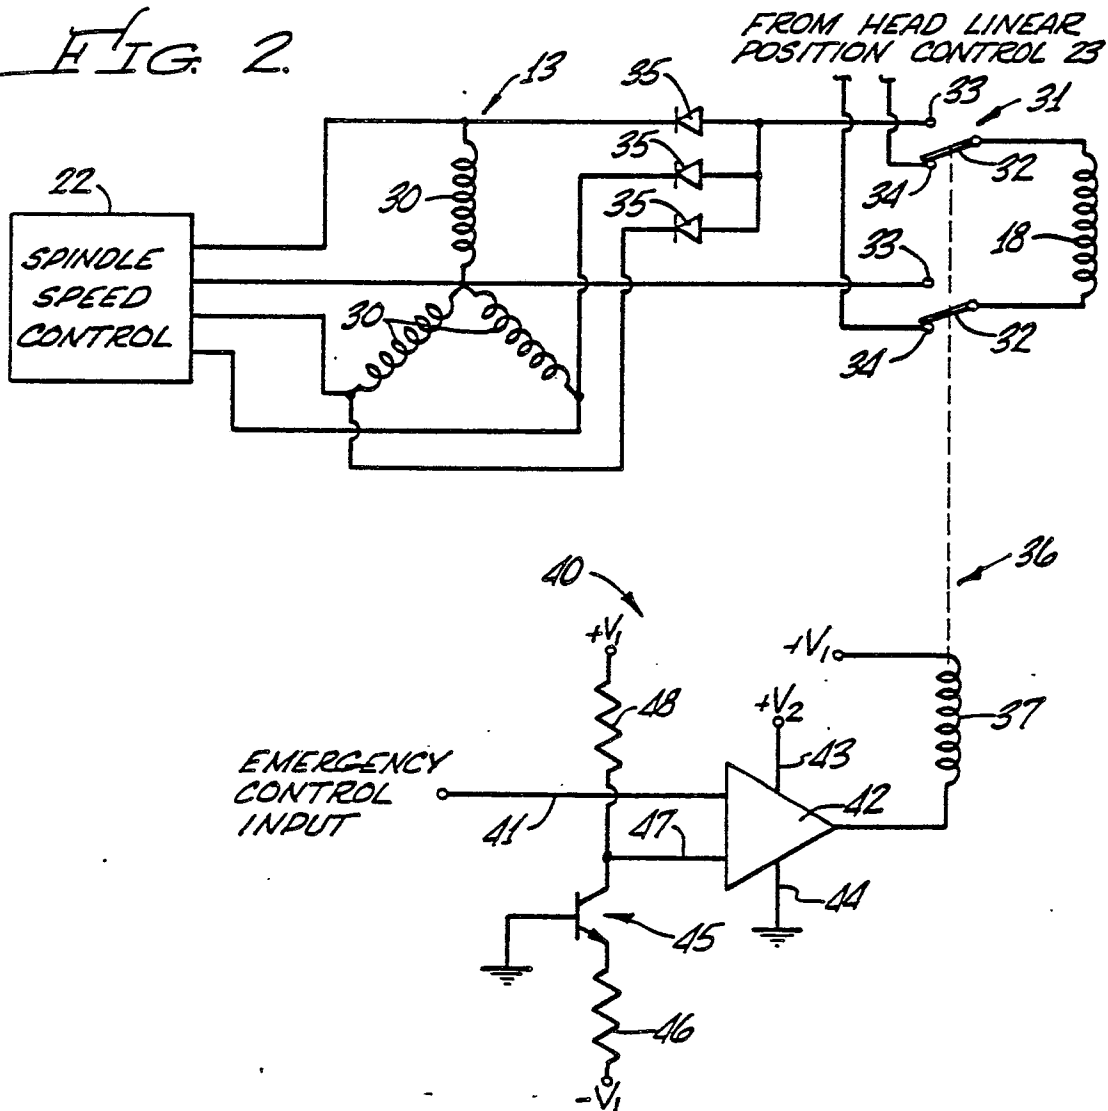 FIG. 2.
FROM HEAD LINEAR
POSITION CONTROL 23
13
35
33
31
35
32
22
30
34
35
18
SPINDLE
SPEED
CONTROL
33
30
32
34
36
40
+V1
+V1
48
+V2
37
43
EMERGENCY
CONTROL
INPUT
42
41
47
44
45
46
-V1